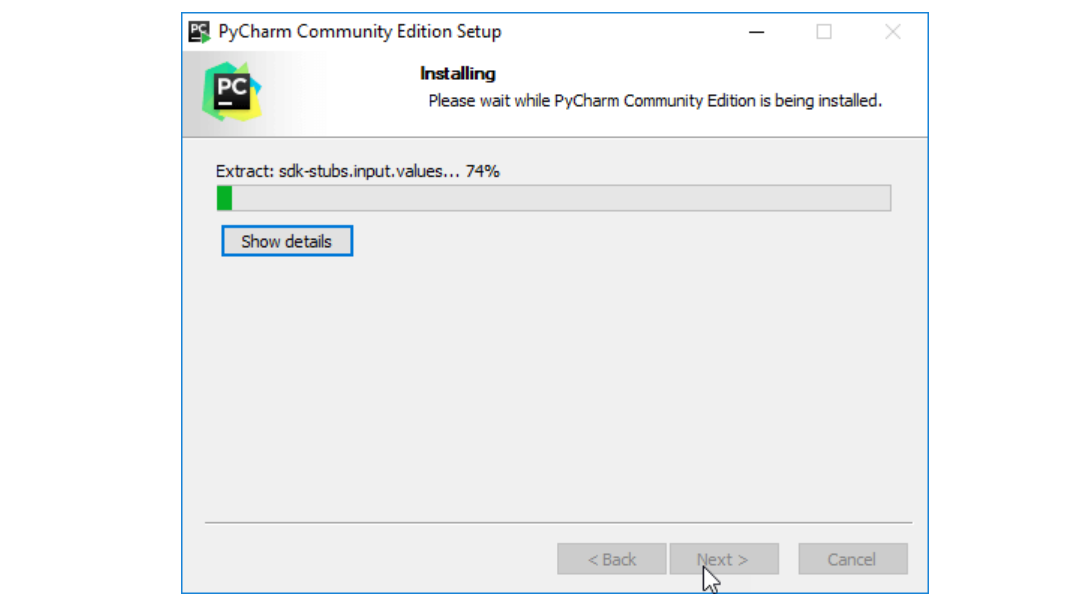 PyCharm Community Edition Setup
PC
Installing
Please wait while PyCharm Community Edition is being installed.
Extract: sdk-stubs.input.values... 74%
Show details
< Back
Next >
Cancel